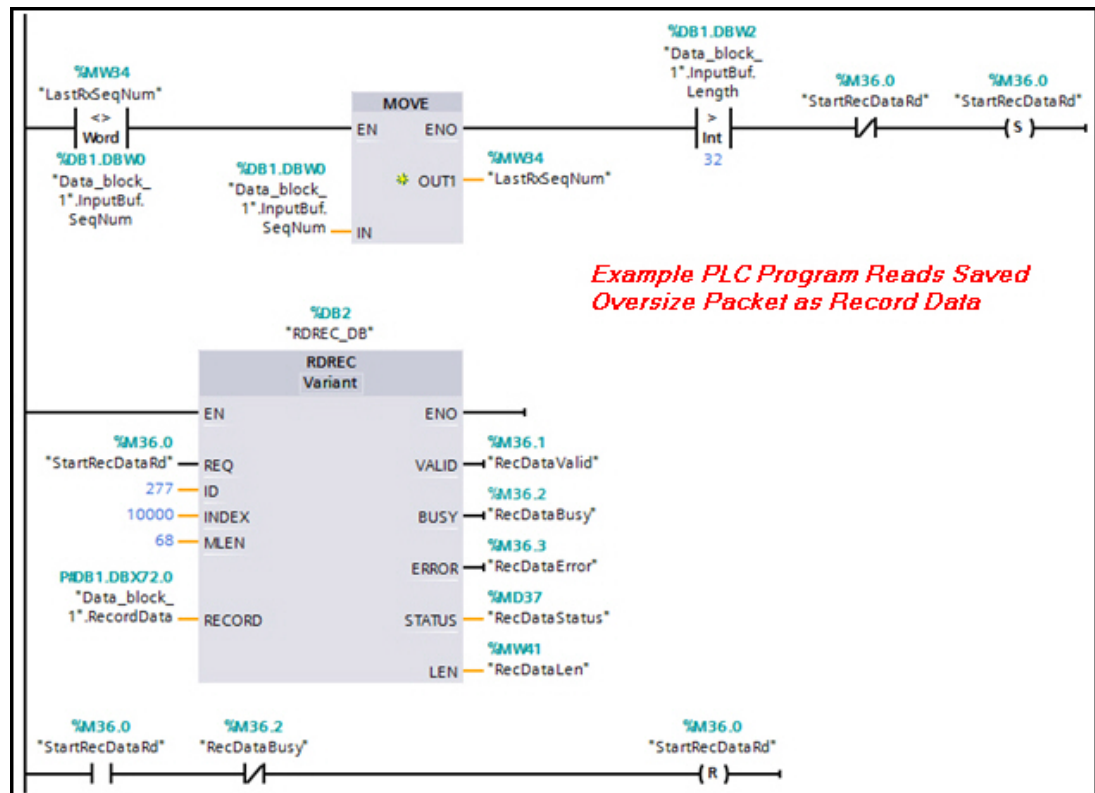 %DB1.DBW2
"Data_block_
1".InputBuf.
Length
%MW34
"LastRxSeqNum"
<>
Word
%DB1.DBW0
"Data_block_
1".InputBuf.
SeqNum
MOVE
EN ENO
%DB1.DBW0
"Data_block_
1".InputBuf.
SeqNum
IN
OUT1
%MW34
"LastRxSeqNum"
>
Int
32
%M36.0
"StartRecDataRd"
%M36.0
"StartRecDataRd"
S
Example PLC Program Reads Saved
Oversize Packet as Record Data
%DB2
"RDREC_DB"
RDREC
Variant
EN ENO
%M36.0
"StartRecDataRd" REQ
277 ID
10000 INDEX
68 MLEN
P#DB1.DBX72.0
"Data_block_
1".RecordData RECORD
%M36.1
VALID "RecDataValid"
%M36.2
BUSY "RecDataBusy"
%M36.3
ERROR "RecDataError"
%MD37
STATUS "RecDataStatus"
%MW41
LEN "RecDataLen"
%M36.0
"StartRecDataRd"
%M36.2
"RecDataBusy"
%M36.0
"StartRecDataRd"
R